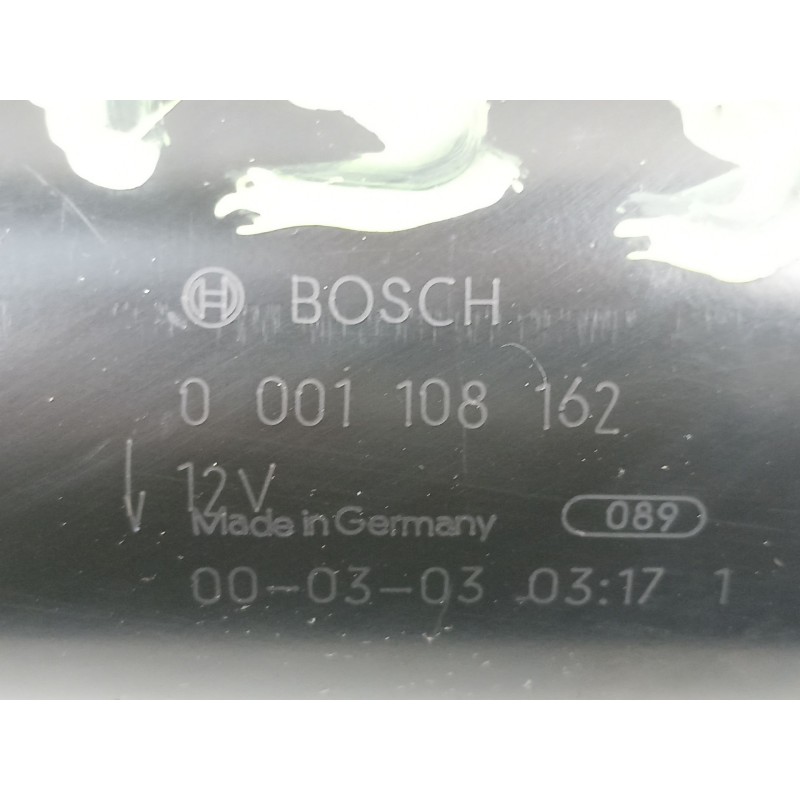 BOSCH
0 001 108 162
12V
Made in Germany 089
00-03-03 03:17 1